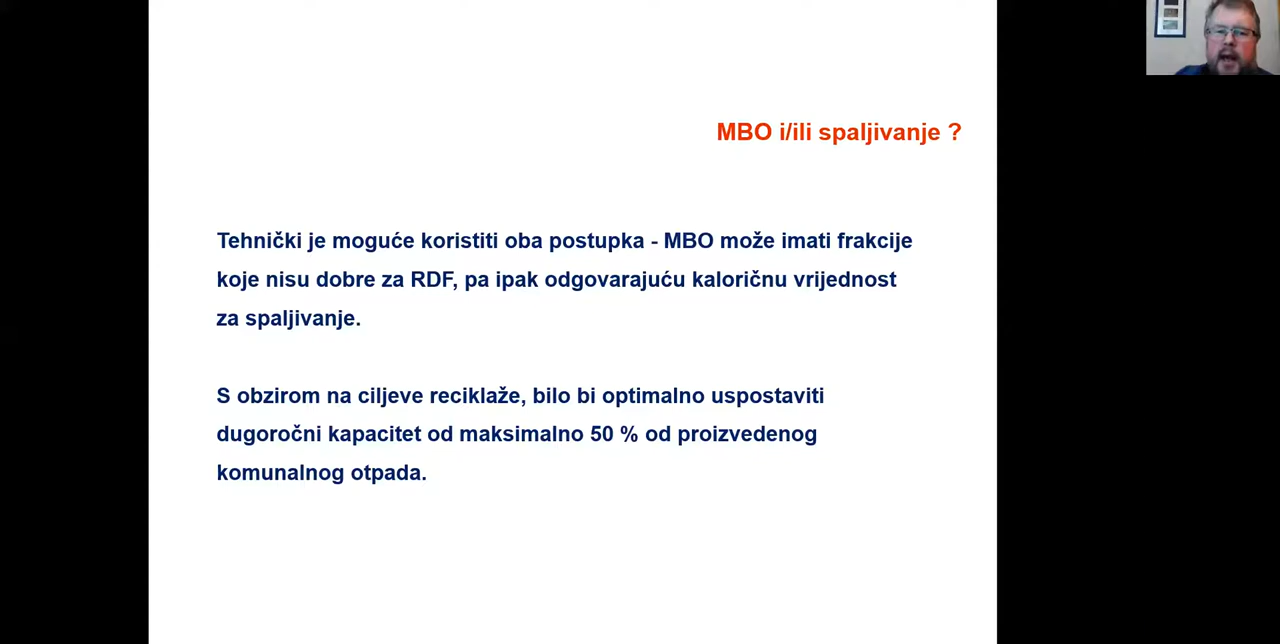 MBO i/ili spaljivanje ?
Tehnički je moguće koristiti oba postupka - MBO može imati frakcije
koje nisu dobre za RDF, pa ipak odgovarajuću kaloričnu vrijednost
za spaljivanje.
S obzirom na ciljeve reciklaže, bilo bi optimalno uspostaviti
dugoročni kapacitet od maksimalno 50 % od proizvedenog
komunalnog otpada.